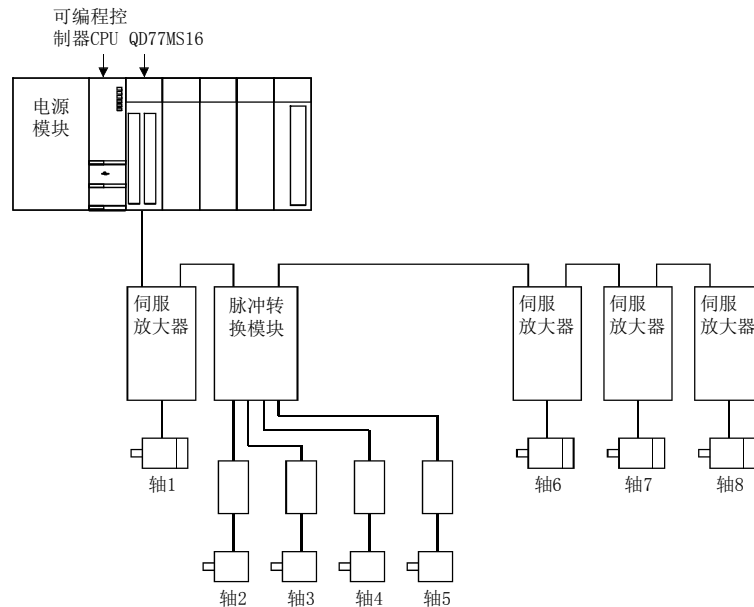 可编程控
制器CPU QD77MS16
电源
模块
伺服
放大器
脉冲转
换模块
伺服
放大器
伺服
放大器
伺服
放大器
轴1
轴6
轴7
轴8
轴2
轴3
轴4
轴5